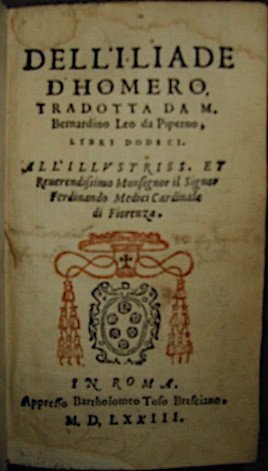 DELL'ILIADE
D'HOMERO,
TRADOTTA DA M.
Bernardino Leo da Piperno,
LIBRI DODECI.
ALL'ILLVSTRISS. ET
Reuerendissimo Monsignor il Signor
Ferdinando Medici Cardinale
di Fiorenza.
IN ROMA.
Appresso Bartholomeo Toso Bresciano.
M. D. LXXIII.